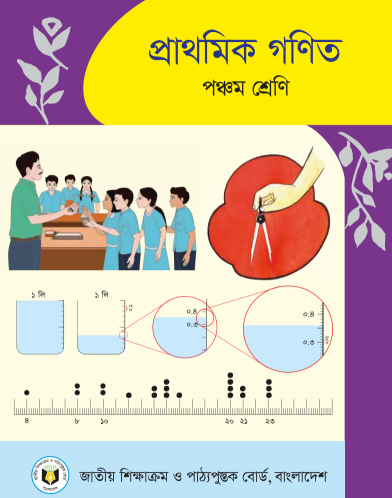 প্রাথমিক গণিত
পঞ্চম শ্রেণি
১ লি
১ লি
০.৪
০.৩
০.৪
০.৩
৪ ৮ ১০ ২০ ২১ ২৩
জাতীয় শিক্ষাক্রম ও পাঠ্যপুস্তক বোর্ড, বাংলাদেশ